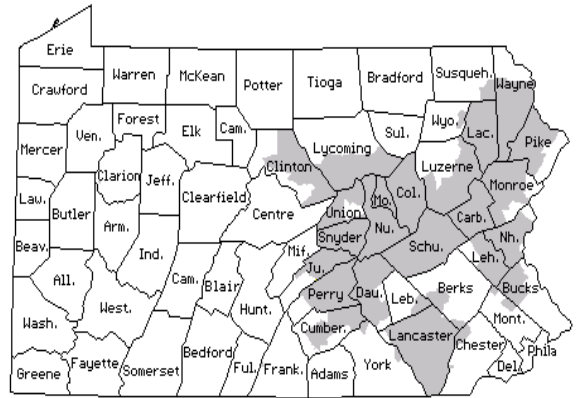 Erie
Crawford
Warren
McKean
Potter
Tioga
Bradford
Susqueh.
Wayne
Forest
Elk
Cam.
Ven.
Mercer
Clarion
Jeff.
Clearfield
Clinton
Lycoming
Sul.
Wyo.
Lac.
Luzerne
Pike
Monroe
Law.
Butler
Arm.
Centre
Union
Mo.
Col.
Nu.
Snyder
Carb.
Schu.
Nh.
Leh.
Beav.
Ind.
Mif.
Ju.
All.
West.
Cam.
Blair
Hunt.
Perry
Dau.
Leb.
Berks
Bucks
Mont.
Wash.
Cumber.
Lancaster
Chester
Phila
Del.
Greene
Fayette
Somerset
Bedford
Ful.
Frank.
Adams
York